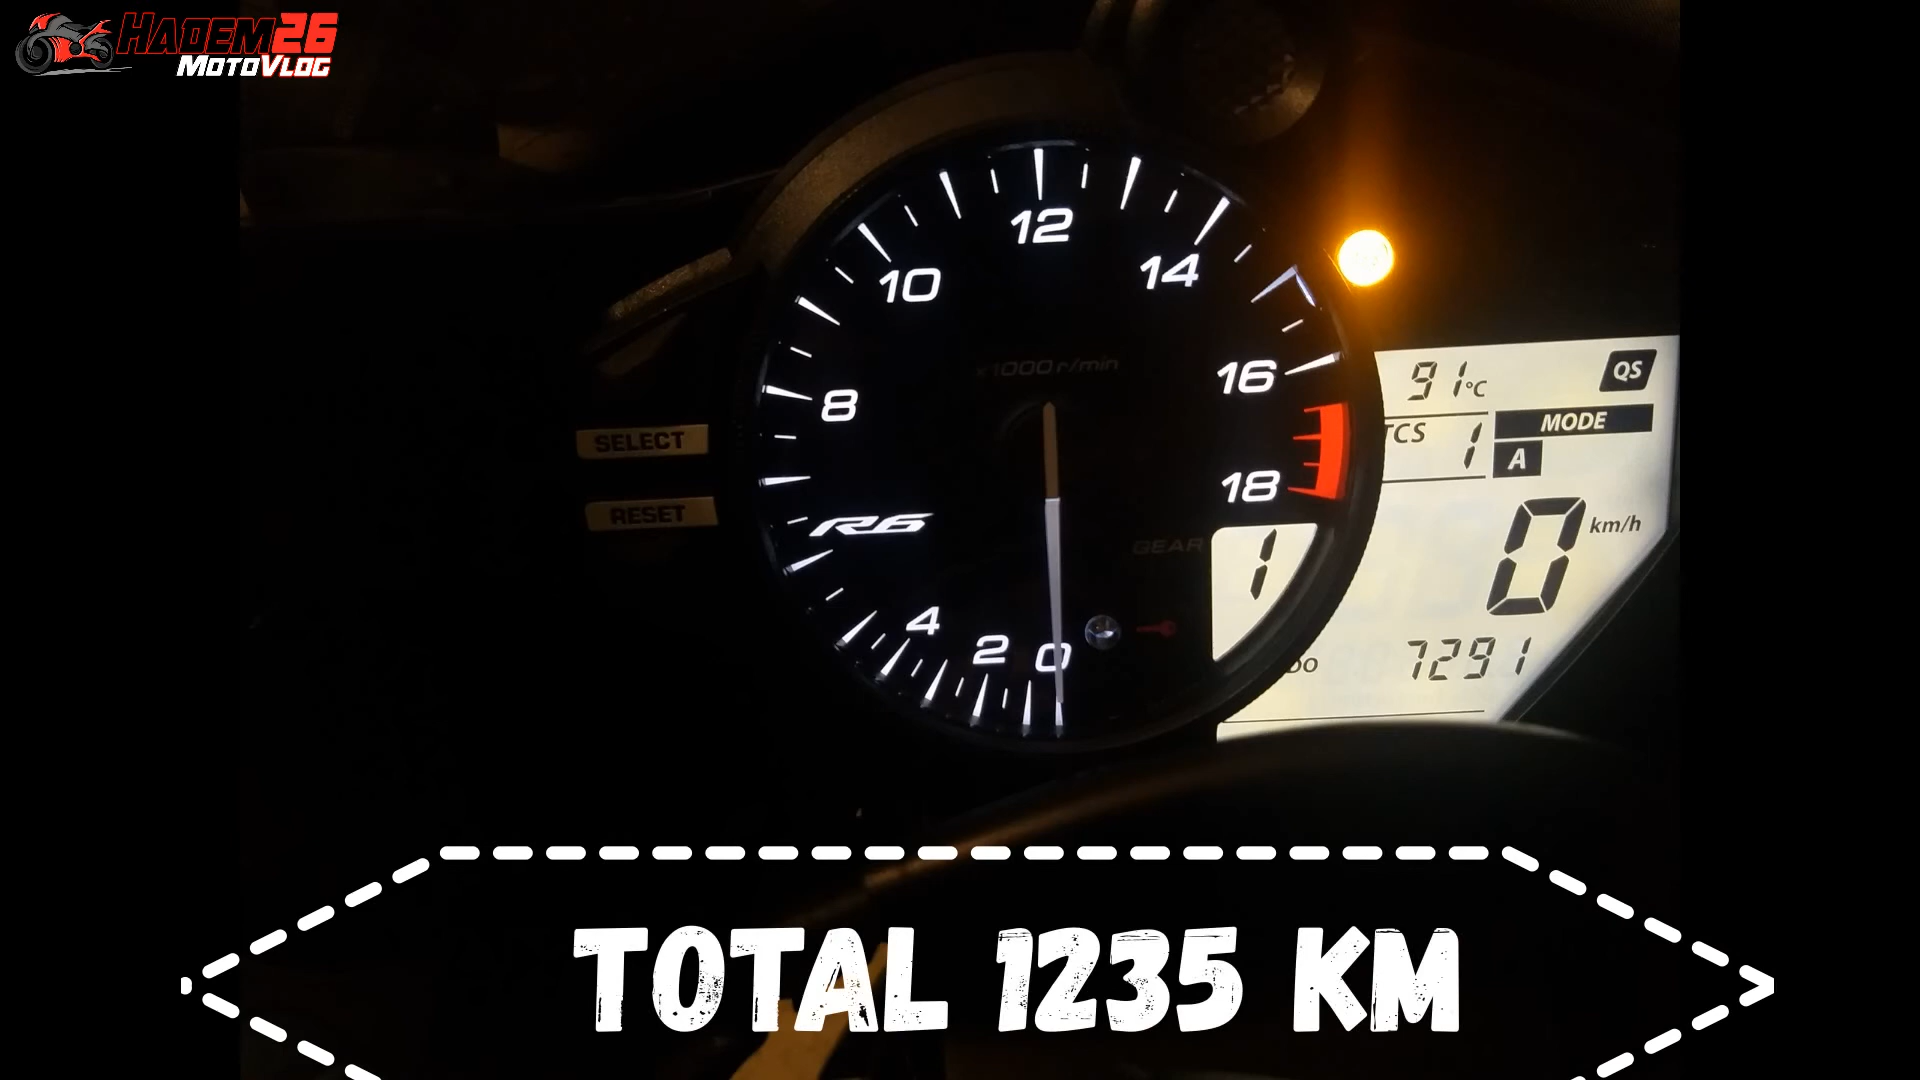 HADEM26
MOTOVLOG
12
10
14
x1000 r/min
8
16
91°C
QS
TCS
1
MODE
A
SELECT
18
RESET
R6
GEAR
1
0 km/h
4
2
0
7291
TOTAL 1235 KM